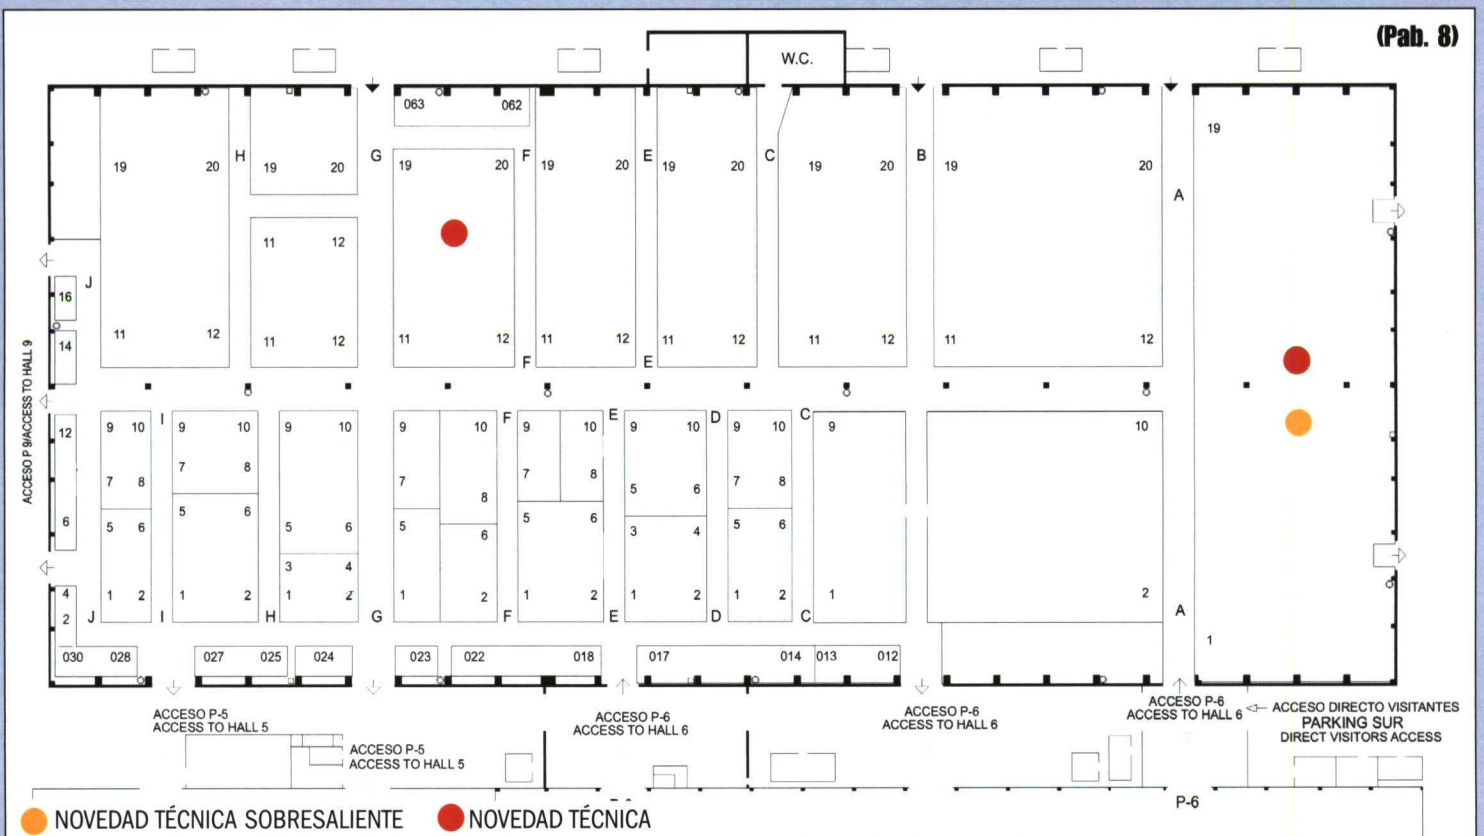 (Pab. 8)
W.C.
063 062
19 20 H 19 20 G 19 20 F 19 20 E 19 20 C 19 20 B 19 20 A 19
11 12
J
16
11 12 11 12 11 12 F 11 12 E 11 12 11 12 11 12
14
ACCESO P 9/ACCESS TO HALL 9
12 9 10 I 9 10 9 10 9 10 F 9 10 E 9 10 D 9 10 C 9 10
7 8 7 8 7 8 7 8 5 6 7 8
6 5 6 5 6 5 6 5 6 5 6 3 4 5 6
3 4
4
2
1 2 1 2 1 2 1 2 1 2 1 2 1 2 1 2
J I H G F E D C A 1
030 028 027 025 024 023 022 018 017 014 013 012
ACCESO P-5
ACCESS TO HALL 5
ACCESO P-5
ACCESS TO HALL 5
ACCESO P-6
ACCESS TO HALL 6
ACCESO P-6
ACCESS TO HALL 6
ACCESO P-6
ACCESS TO HALL 6
ACCESO DIRECTO VISITANTES
PARKING SUR
DIRECT VISITORS ACCESS
P-6
NOVEDAD TÉCNICA SOBRESALIENTE NOVEDAD TÉCNICA